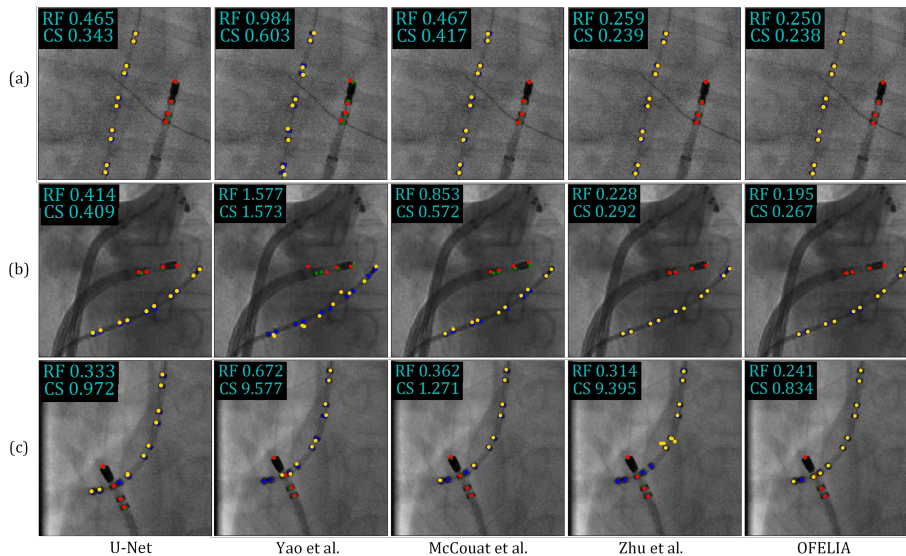 RF 0.465
CS 0.343
RF 0.984
CS 0.603
RF 0.467
CS 0.417
RF 0.259
CS 0.239
RF 0.250
CS 0.238
(a)
RF 0.414
CS 0.409
RF 1.577
CS 1.573
RF 0.853
CS 0.572
RF 0.228
CS 0.292
RF 0.195
CS 0.267
(b)
RF 0.333
CS 0.972
RF 0.672
CS 9.577
RF 0.362
CS 1.271
RF 0.314
CS 9.395
RF 0.241
CS 0.834
(c)
U-Net
Yao et al.
McCouat et al.
Zhu et al.
OFELIA